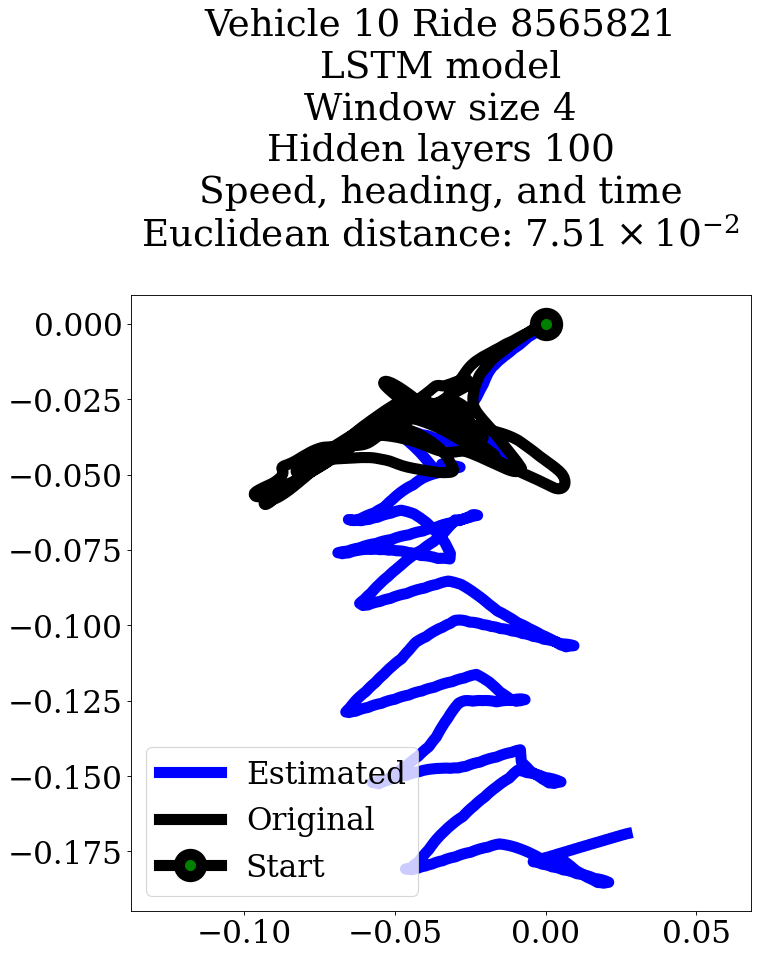 Vehicle 10 Ride 8565821
LSTM model
Window size 4
Hidden layers 100
Speed, heading, and time
Euclidean distance: 7.51 × 10⁻²
0.000
−0.025
−0.050
−0.075
−0.100
−0.125
−0.150
−0.175
Estimated
Original
Start
−0.10 −0.05 0.00 0.05